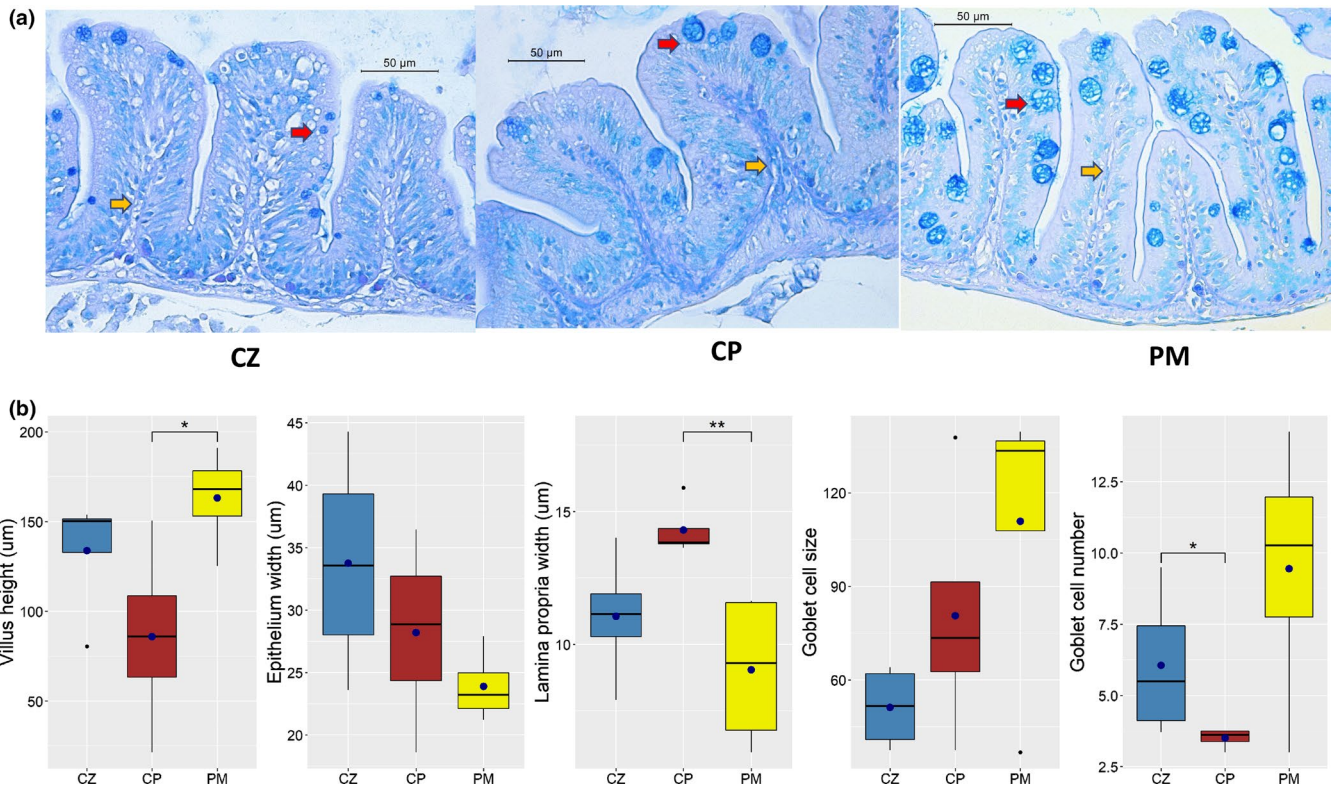 (a)
50 µm
50 µm
50 µm
50 µm
CZ
CP
PM
(b)
Villus height (um)
200
150
100
50
*
CZ CP PM
Epithelium width (um)
45
40
35
30
25
20
CZ CP PM
Lamina propria width (um)
15
10
**
CZ CP PM
Goblet cell size
120
90
60
CZ CP PM
Goblet cell number
12.5
10.0
7.5
5.0
2.5
*
CZ CP PM